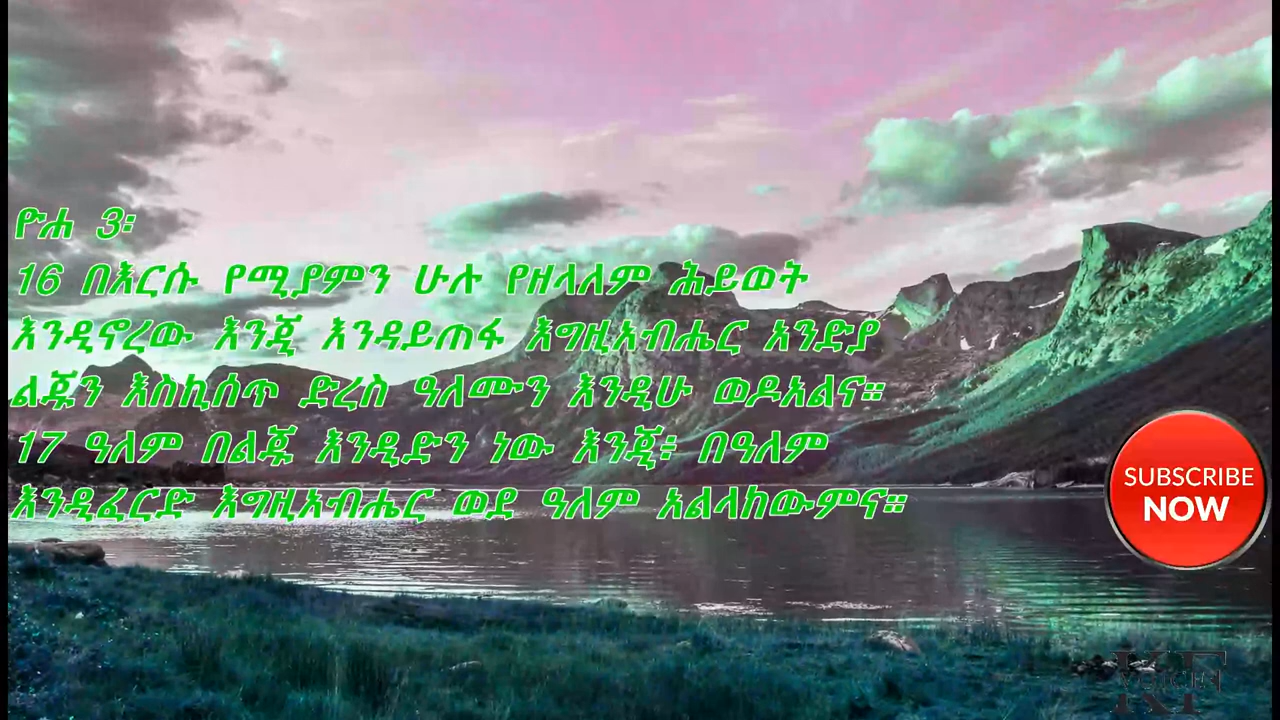 ዮሐ 3፡
16 በእርሱ የሚያምን ሁሉ የዘላለም ሕይወት
እንዲኖረው እንጂ እንዳይጠፋ እግዚአብሔር አንድያ
ልጁን እስኪሰጥ ድረስ ዓለሙን እንዲሁ ወዶአልና።
17 ዓለም በልጁ እንዲድን ነው እንጂ፥ በዓለም
እንዲፈርድ እግዚአብሔር ወደ ዓለም አልላከውምና።
SUBSCRIBE
NOW